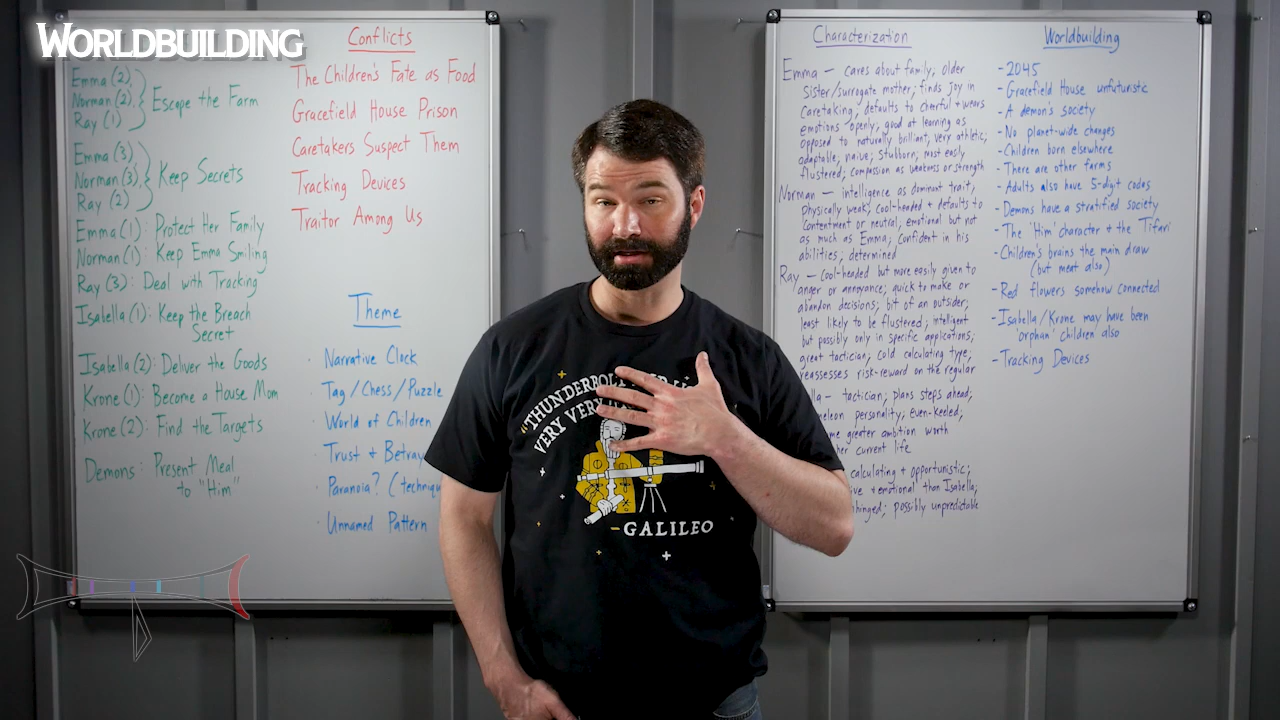 WORLDBUILDING
Emma (2)
Norman (2)
Ray (1)
Escape the Farm
Emma (3)
Norman (3)
Ray (2)
Keep Secrets
Emma (1): Protect Her Family
Norman (1): Keep Emma Smiling
Ray (3): Deal with Tracking
Isabella (1): Keep the Breach
Secret
Isabella (2): Deliver the Goods
Krone (1): Become a House Mom
Krone (2): Find the Targets
Demons: Present Meal
to "Him"
Conflicts
The Children's Fate as Food
Gracefield House Prison
Caretakers Suspect Them
Tracking Devices
Traitor Among Us
Theme
· Narrative Clock
· Tag/Chess/Puzzle
· World of Children
· Trust & Betray
· Paranoia? (techniqu
· Unnamed Pattern
"THUNDERBOLT
VERY VERY
-GALILEO
Characterization
Emma — cares about family; older
sister/surrogate mother; finds joy in
caretaking, defaults to cheerful + wears
emotions openly; good at learning as
opposed to naturally brilliant; very athletic;
adaptable; naive; stubborn; most easily
flustered; compassion as weakness or strength
Norman — intelligence as dominant trait;
physically weak; cool-headed + defaults to
contentment or neutral; emotional but not
as much as Emma; confident in his
abilities; determined
Ray — cool-headed but more easily given to
anger or annoyance; quick to make or
abandon decisions; bit of an outsider;
least likely to be flustered; intelligent
but possibly only in specific applications;
great tactician; cold calculating type;
reassesses risk-reward on the regular
lla — tactician; plans steps ahead;
meleon personality; even-keeled;
me greater ambition worth
her current life
calculating + opportunistic;
ve + emotional than Isabella;
hinged; possibly unpredictable
Worldbuilding
- 2045
- Gracefield House unfuturistic
- A demon's society
- No planet-wide changes
- Children born elsewhere
- There are other farms
- Adults also have 5-digit codes
- Demons have a stratified society
- The 'Him' character + the Tifari
- Children's brains the main draw
(but meat also)
- Red flowers somehow connected
- Isabella/Krone may have been
'orphan' children also
- Tracking Devices